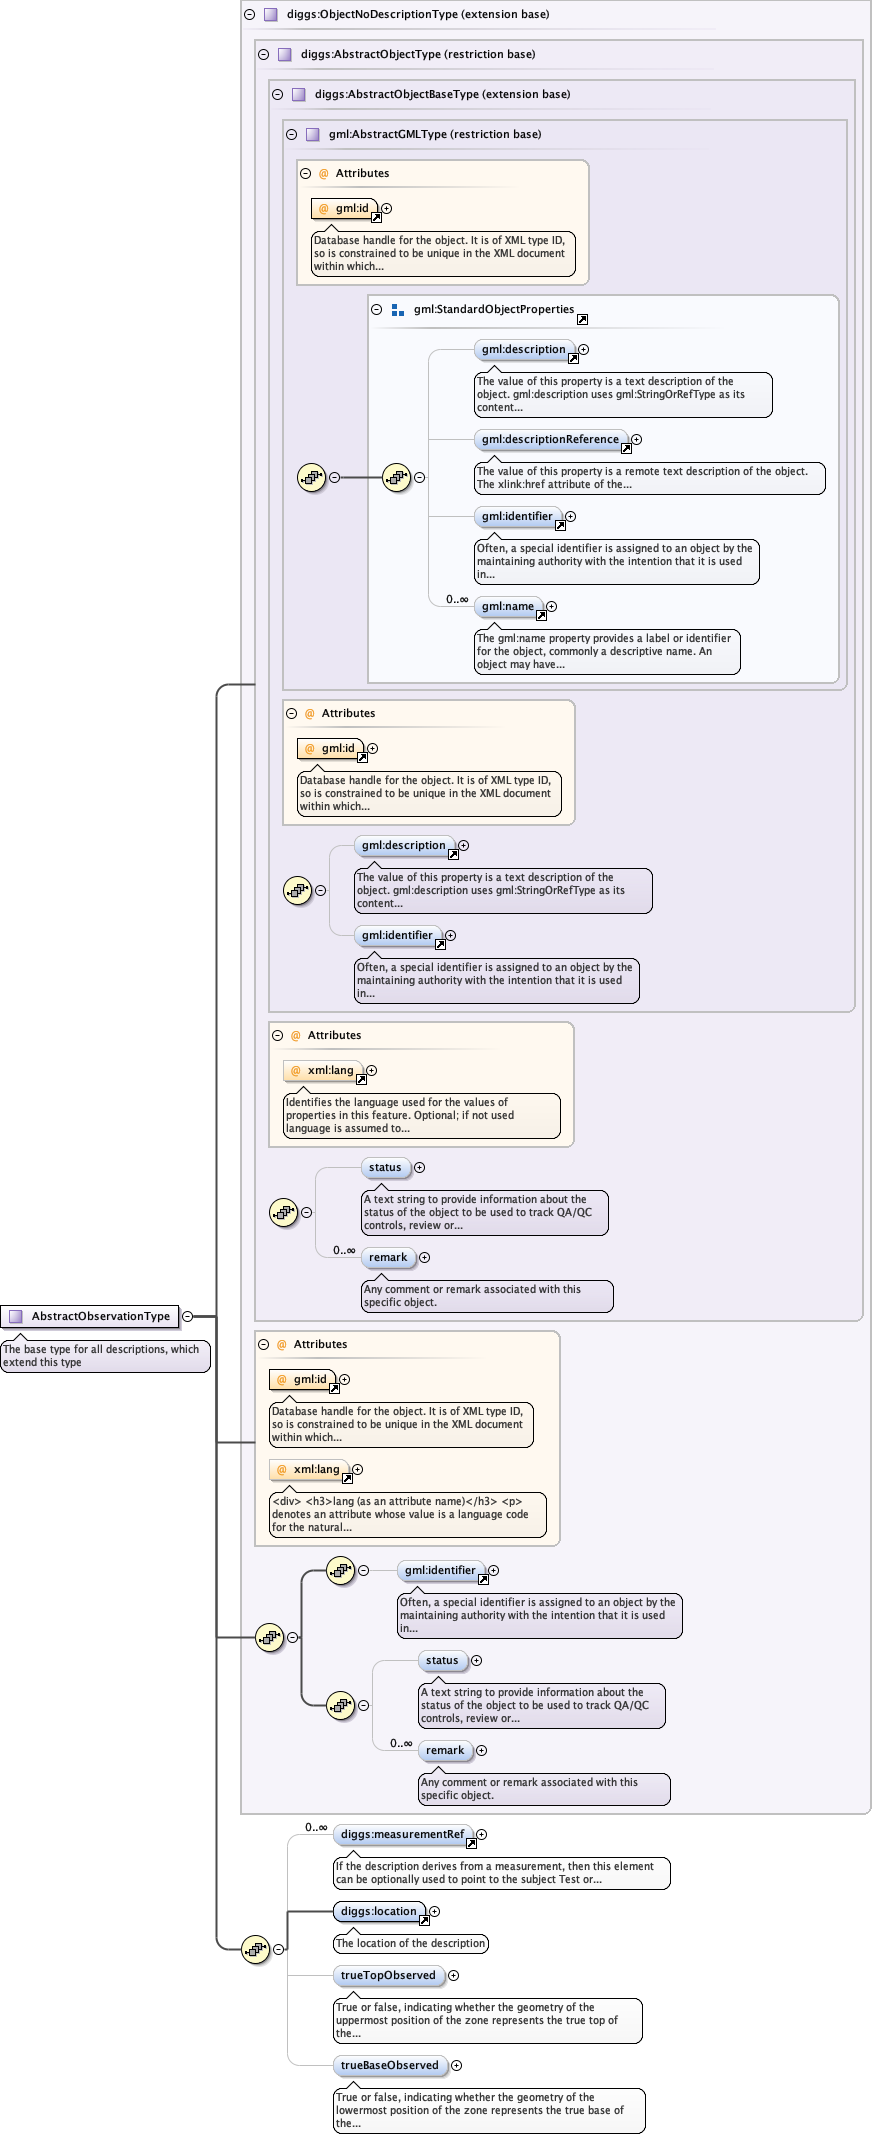 diggs:ObjectNoDescriptionType (extension base)
diggs:AbstractObjectType (restriction base)
diggs:AbstractObjectBaseType (extension base)
gml:AbstractGMLType (restriction base)
@ Attributes
@ gml:id
Database handle for the object. It is of XML type ID,
so is constrained to be unique in the XML document
within which...
gml:StandardObjectProperties
gml:description
The value of this property is a text description of the
object. gml:description uses gml:StringOrRefType as its
content...
gml:descriptionReference
The value of this property is a remote text description of the object.
The xlink:href attribute of the...
gml:identifier
Often, a special identifier is assigned to an object by the
maintaining authority with the intention that it is used
in...
0..∞
gml:name
The gml:name property provides a label or identifier
for the object, commonly a descriptive name. An
object may have...
@ Attributes
@ gml:id
Database handle for the object. It is of XML type ID,
so is constrained to be unique in the XML document
within which...
gml:description
The value of this property is a text description of the
object. gml:description uses gml:StringOrRefType as its
content...
gml:identifier
Often, a special identifier is assigned to an object by the
maintaining authority with the intention that it is used
in...
@ Attributes
@ xml:lang
Identifies the language used for the values of
properties in this feature. Optional; if not used
language is assumed to...
status
A text string to provide information about the
status of the object to be used to track QA/QC
controls, review or...
0..∞
remark
Any comment or remark associated with this
specific object.
AbstractObservationType
The base type for all descriptions, which
extend this type
@ Attributes
@ gml:id
Database handle for the object. It is of XML type ID,
so is constrained to be unique in the XML document
within which...
@ xml:lang
<div> <h3>lang (as an attribute name)</h3> <p>
denotes an attribute whose value is a language code
for the natural...
gml:identifier
Often, a special identifier is assigned to an object by the
maintaining authority with the intention that it is used
in...
status
A text string to provide information about the
status of the object to be used to track QA/QC
controls, review or...
0..∞
remark
Any comment or remark associated with this
specific object.
0..∞
diggs:measurementRef
If the description derives from a measurement, then this element
can be optionally used to point to the subject Test or...
diggs:location
The location of the description
trueTopObserved
True or false, indicating whether the geometry of the
uppermost position of the zone represents the true top of
the...
trueBaseObserved
True or false, indicating whether the geometry of the
lowermost position of the zone represents the true base of
the...